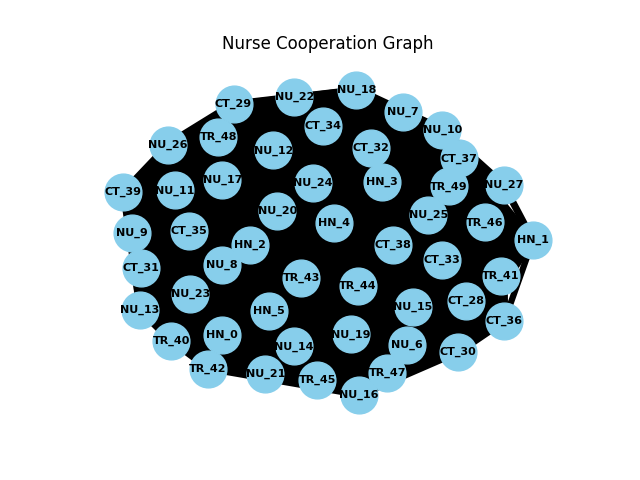 Nurse Cooperation Graph
NU_18
NU_22
CT_29
NU_7
CT_34
NU_10
TR_48
NU_26
CT_32
NU_12
CT_37
NU_17
HN_3
NU_24
NU_27
TR_49
NU_11
CT_39
NU_20
NU_25
TR_46
HN_4
CT_35
NU_9
HN_1
HN_2
CT_38
CT_33
NU_8
CT_31
TR_41
TR_43
TR_44
NU_23
CT_28
NU_15
NU_13
HN_5
CT_36
HN_0
NU_19
TR_40
NU_14
NU_6
CT_30
TR_42
NU_21
TR_47
TR_45
NU_16